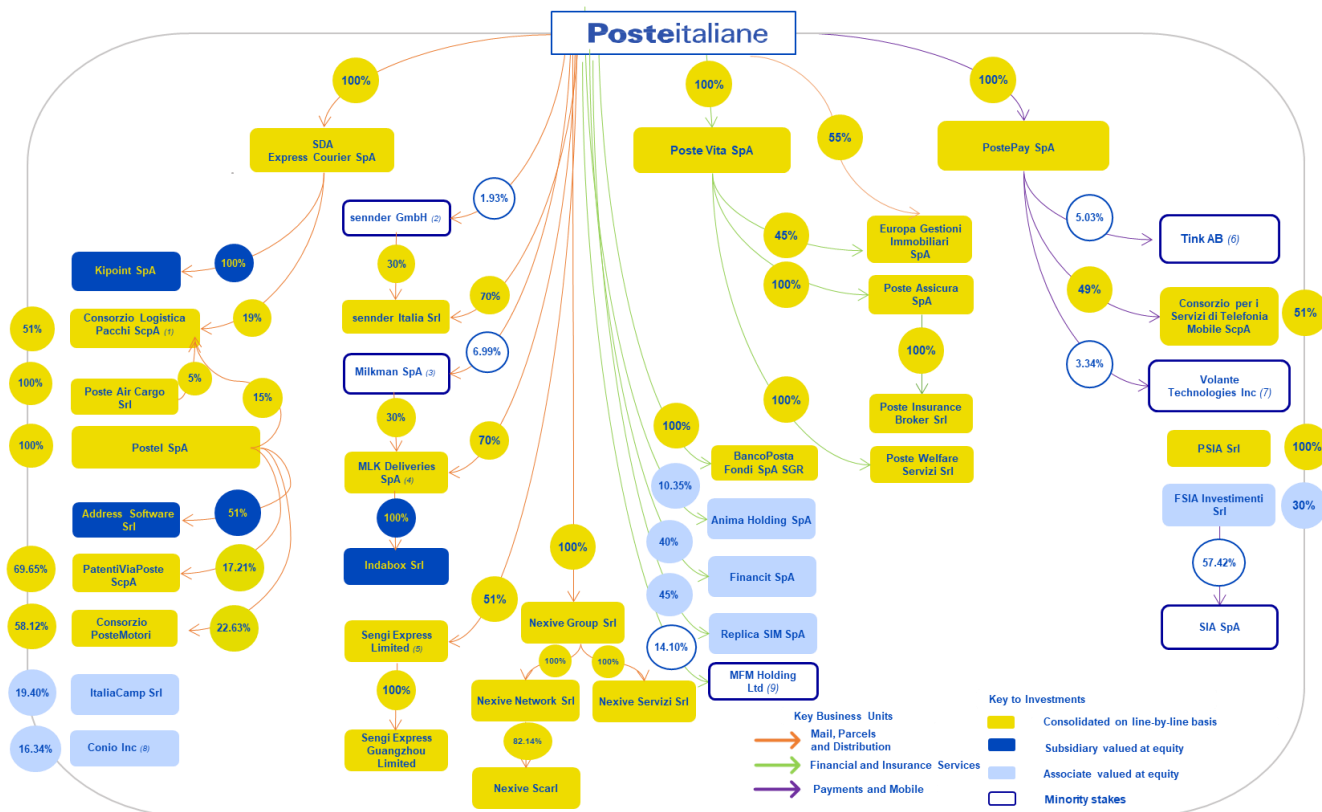 Posteitaliane
100%
100%
100%
55%
SDA
Express Courier SpA
Poste Vita SpA
PostePay SpA
1.93%
sennder GmbH (2)
5.03%
Tink AB (6)
45%
Europa Gestioni
Immobiliari
SpA
Kipoint SpA
100%
30%
100%
Poste Assicura
SpA
49%
Consorzio per i
Servizi di Telefonia
Mobile ScpA
51%
51%
Consorzio Logistica
Pacchi ScpA (1)
19%
sennder Italia Srl
70%
6.99%
100%
3.34%
100%
Poste Air Cargo
Srl
5%
15%
Milkman SpA (3)
Volante
Technologies Inc (7)
30%
100%
Poste Insurance
Broker Srl
100%
Postel SpA
70%
100%
BancoPosta
Fondi SpA SGR
Poste Welfare
Servizi Srl
PSIA Srl
100%
MLK Deliveries
SpA (4)
10.35%
FSIA Investimenti
Srl
30%
Address Software
Srl
51%
100%
Anima Holding SpA
40%
57.42%
69.65%
PatentiViaPoste
ScpA
17.21%
Indabox Srl
100%
Financit SpA
45%
58.12%
Consorzio
PosteMotori
22.63%
51%
Sengi Express
Limited (5)
Nexive Group Srl
Replica SIM SpA
SIA SpA
14.10%
100%
100%
MFM Holding
Ltd (9)
19.40%
ItaliaCamp Srl
100%
Nexive Network Srl
Nexive Servizi Srl
16.34%
Conio Inc (8)
Sengi Express
Guangzhou
Limited
82.14%
Nexive Scarl
Key Business Units
Mail, Parcels
and Distribution
Financial and Insurance Services
Payments and Mobile
Key to Investments
Consolidated on line-by-line basis
Subsidiary valued at equity
Associate valued at equity
Minority stakes